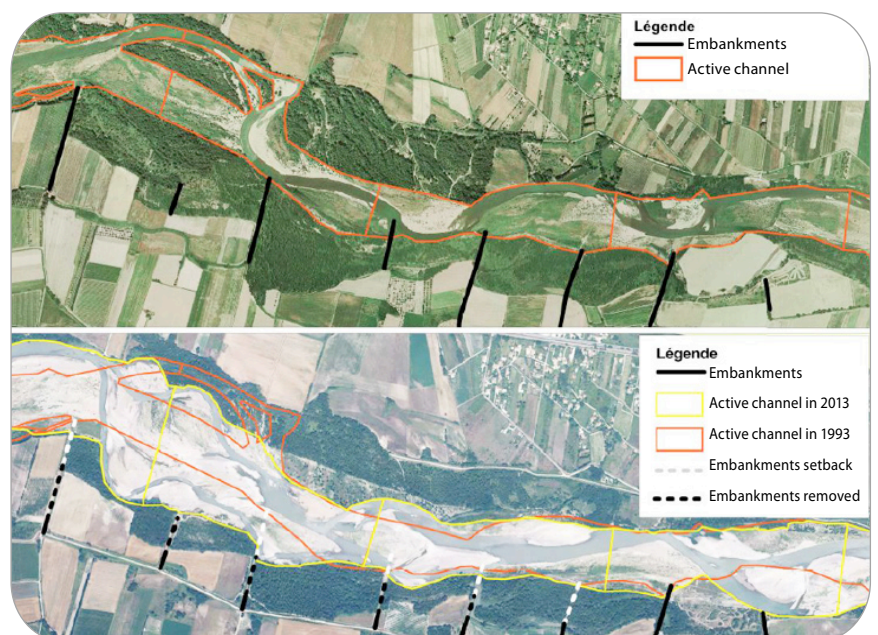 Légende
Embankments
Active channel
Légende
Embankments
Active channel in 2013
Active channel in 1993
Embankments setback
Embankments removed